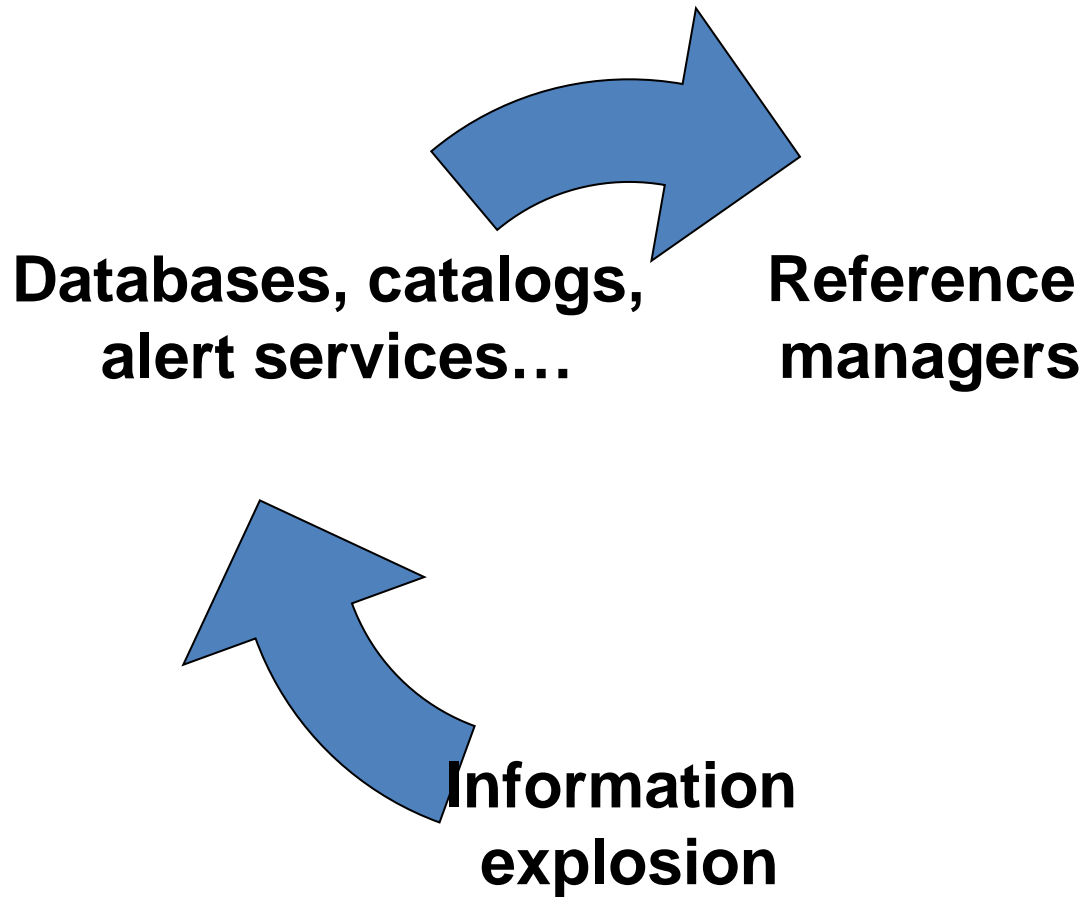 Databases, catalogs,
alert services…
Reference
managers
Information
explosion